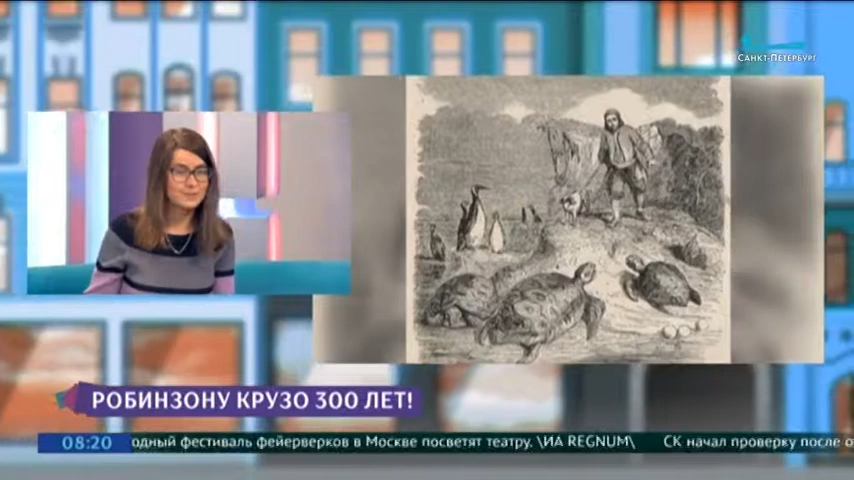 САНКТ-ПЕТЕРБУРГ
РОБИНЗОНУ КРУЗО 300 ЛЕТ!
08:20
одный фестиваль фейерверков в Москве посветят театру. \ИА REGNUM\ СК начал проверку после о